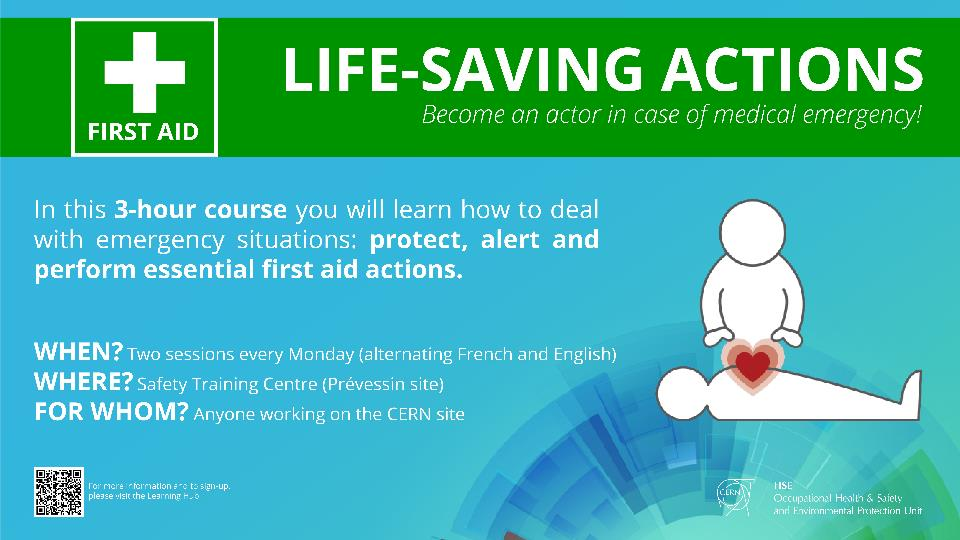 FIRST AID
LIFE-SAVING ACTIONS
Become an actor in case of medical emergency!
In this 3-hour course you will learn how to deal
with emergency situations: protect, alert and
perform essential first aid actions.
WHEN? Two sessions every Monday (alternating French and English)
WHERE? Safety Training Centre (Prévessin site)
FOR WHOM? Anyone working on the CERN site
For more information and to sign-up,
please visit the Learning Hub
CERN
HSE
Occupational Health & Safety
and Environmental Protection Unit